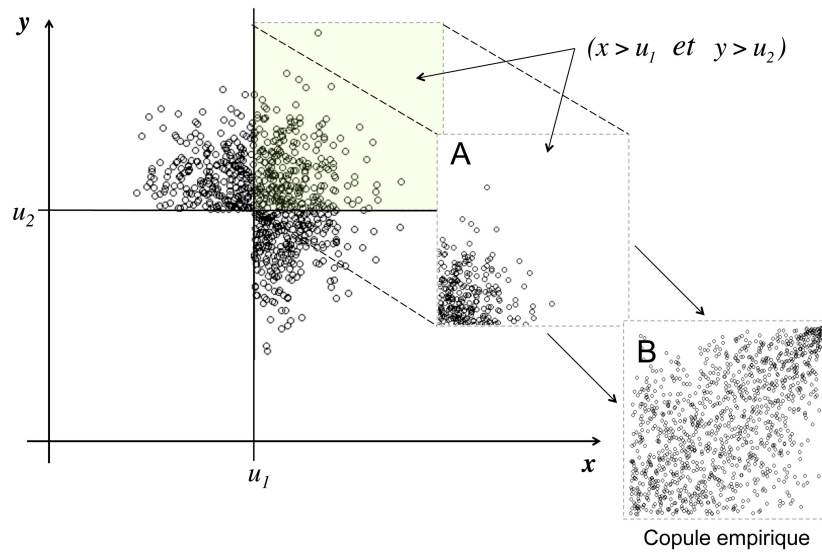 y
(x > u₁ et y > u₂)
A
u₂
B
x
u₁
Copule empirique